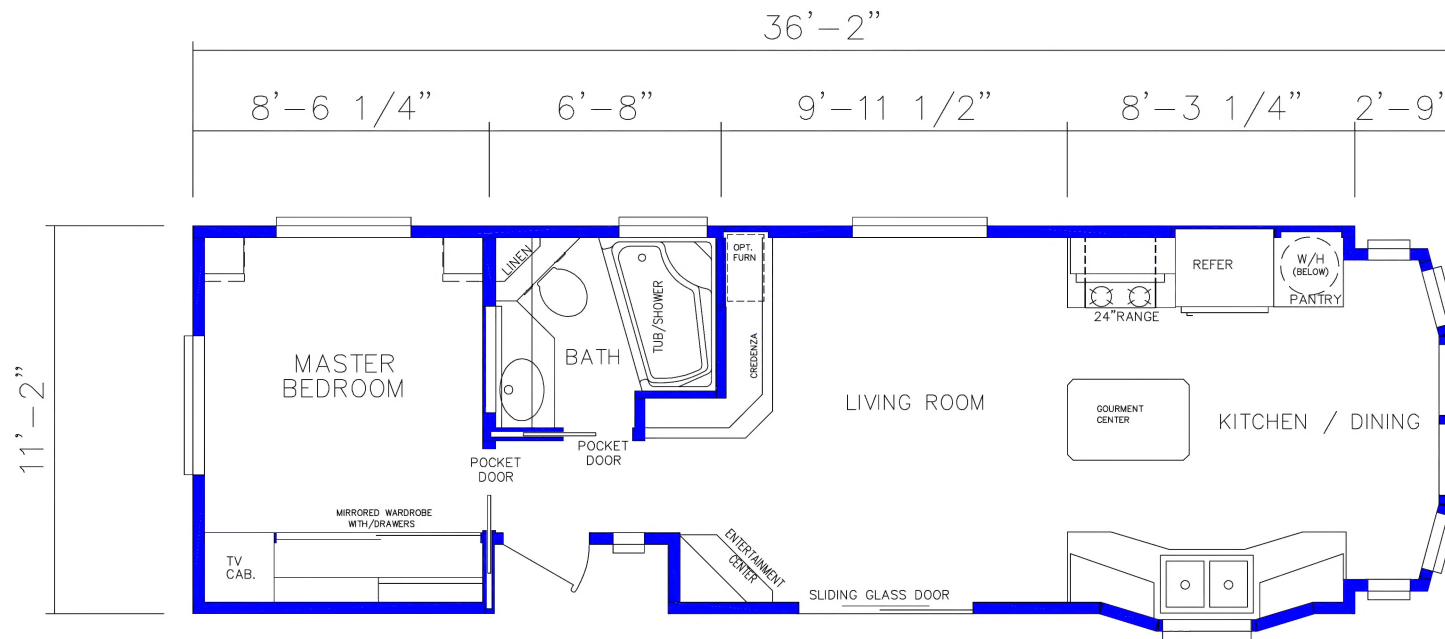 36'-2"
8'-6 1/4"
6'-8"
9'-11 1/2"
8'-3 1/4"
2'-9'
11'-2"
LINEN
OPT.
FURN
REFER
W/H
(BELOW)
PANTRY
24"RANGE
TUB/SHOWER
CREDENZA
MASTER
BEDROOM
BATH
LIVING ROOM
GOURMENT
CENTER
KITCHEN / DINING
POCKET
DOOR
POCKET
DOOR
MIRRORED WARDROBE
WITH/DRAWERS
TV
CAB.
ENTERTAINMENT
CENTER
SLIDING GLASS DOOR